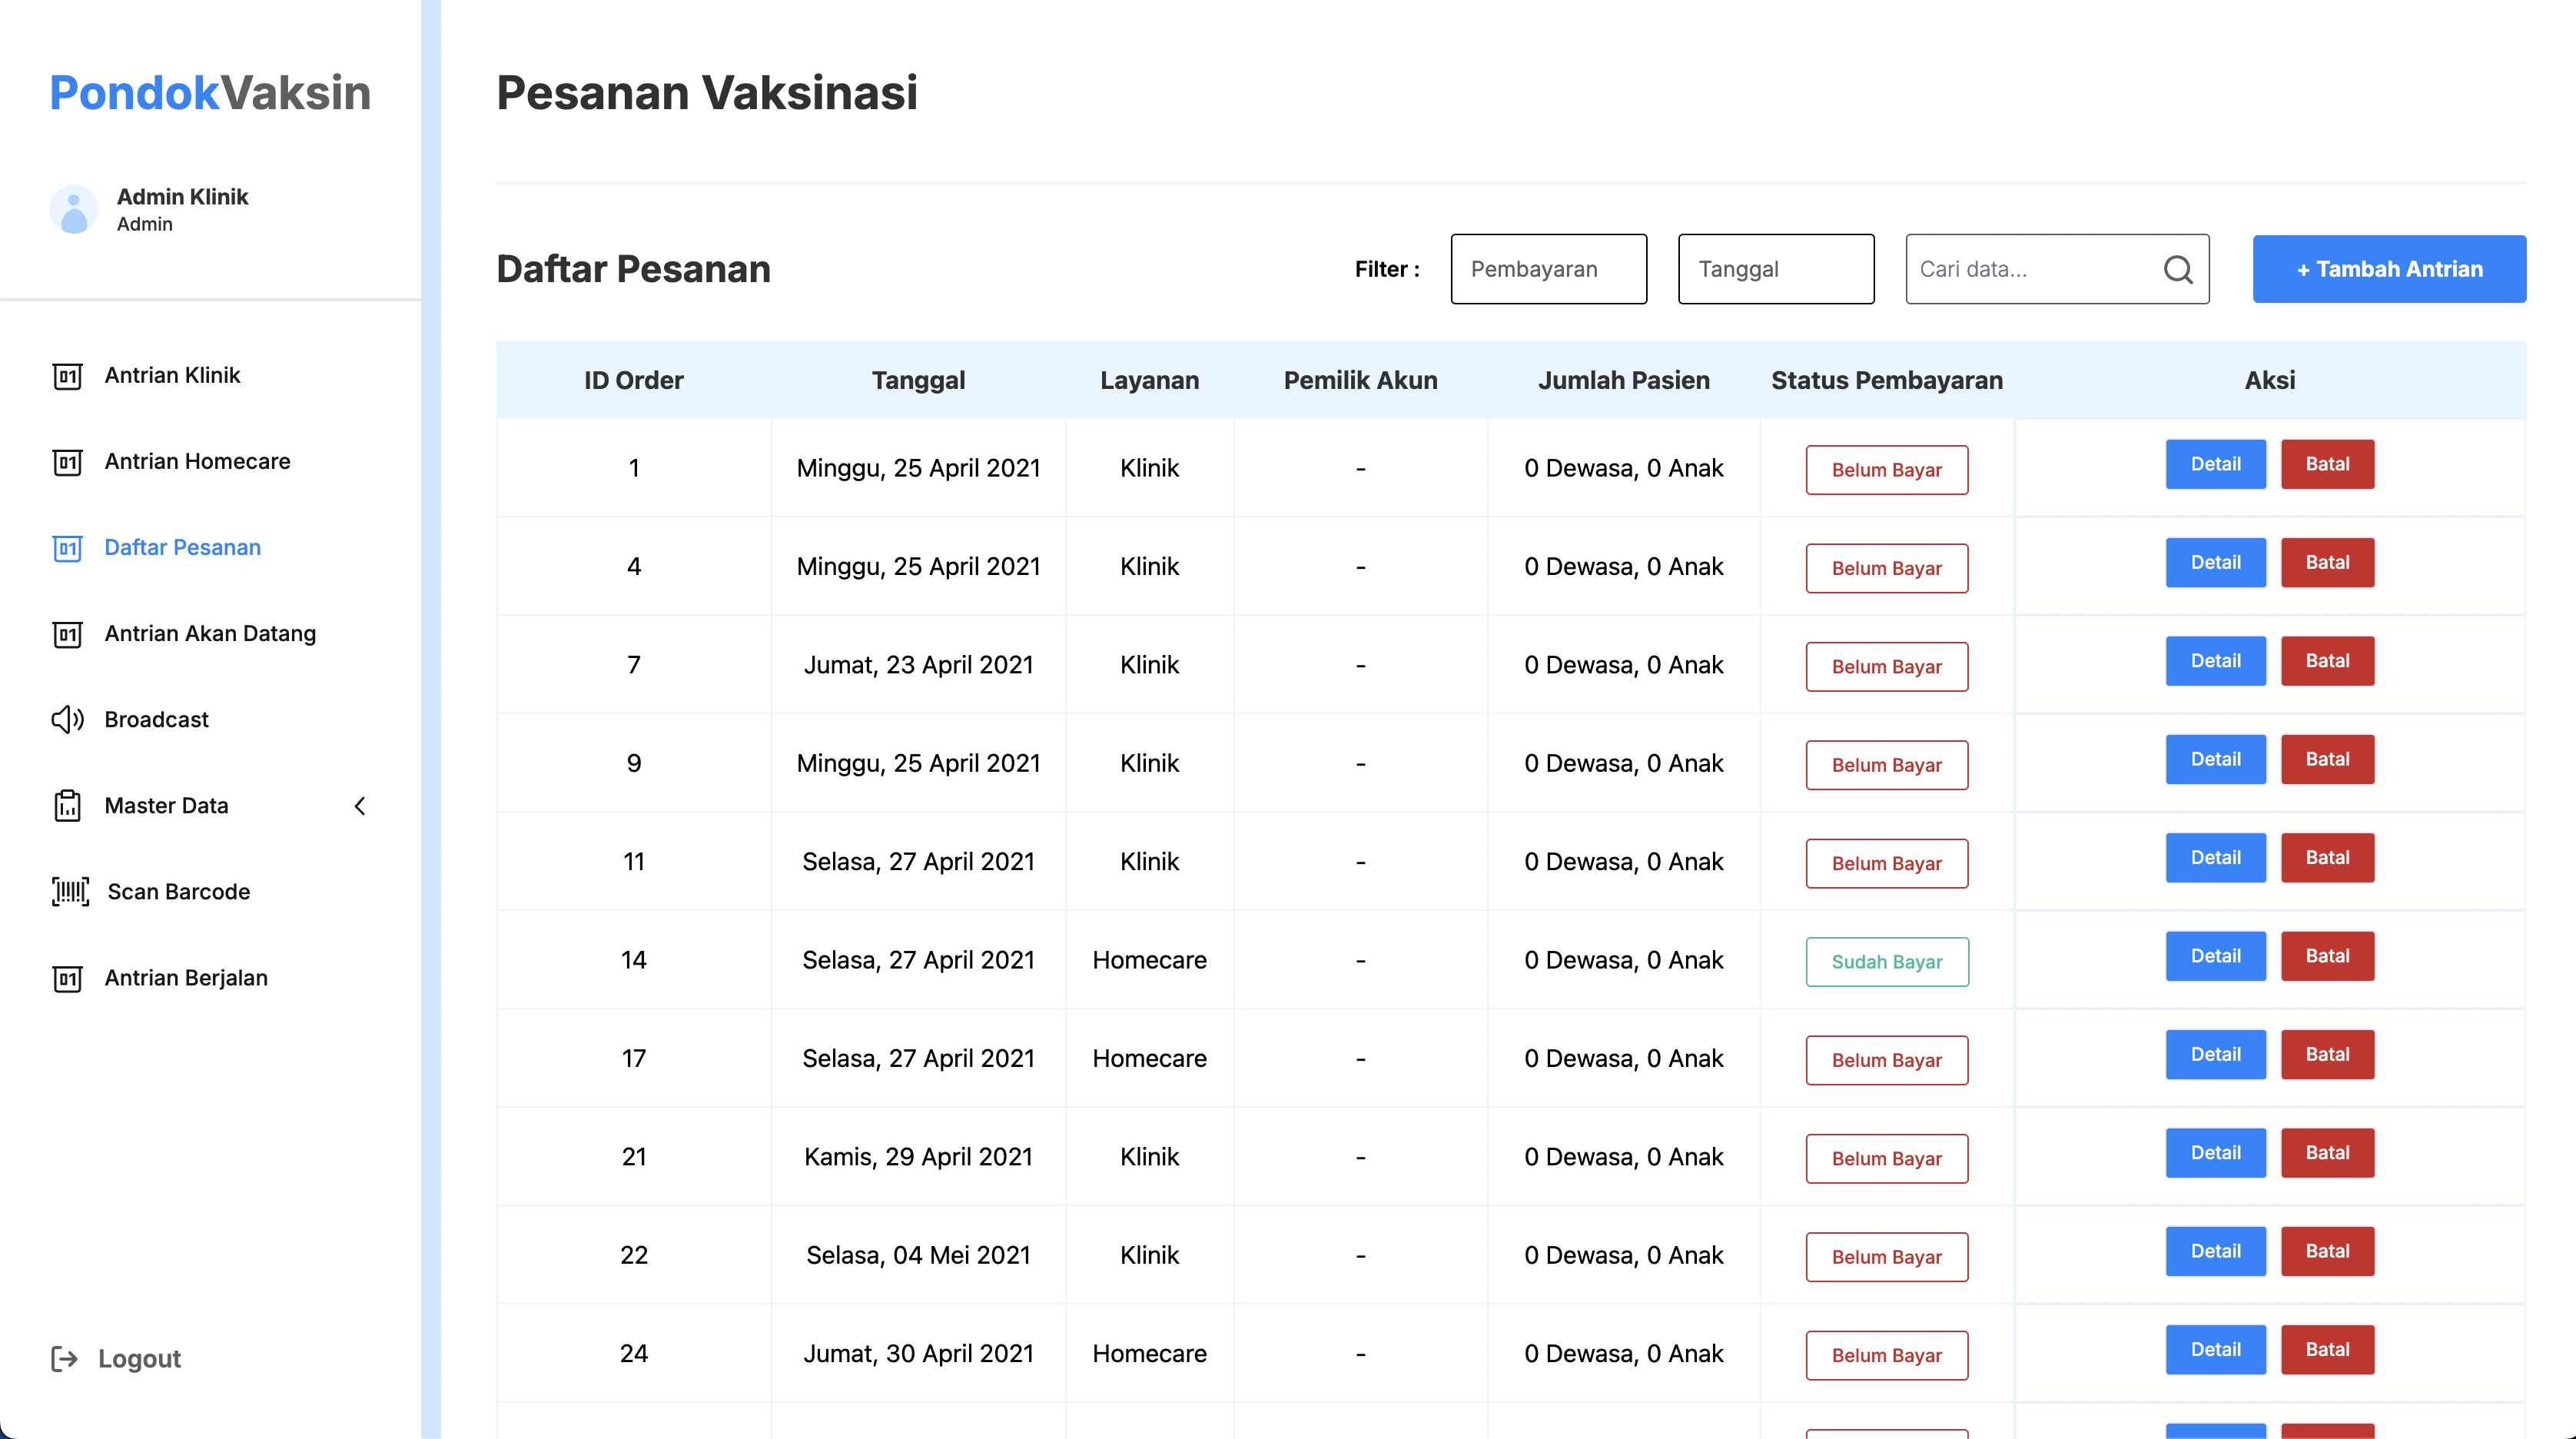 PondokVaksin
Admin Klinik
Admin
Antrian Klinik
Antrian Homecare
Daftar Pesanan
Antrian Akan Datang
Broadcast
Master Data
Scan Barcode
Antrian Berjalan
Logout
Pesanan Vaksinasi
Daftar Pesanan
Filter : Pembayaran Tanggal Cari data... + Tambah Antrian
ID Order Tanggal Layanan Pemilik Akun Jumlah Pasien Status Pembayaran Aksi
1 Minggu, 25 April 2021 Klinik - 0 Dewasa, 0 Anak Belum Bayar Detail Batal
4 Minggu, 25 April 2021 Klinik - 0 Dewasa, 0 Anak Belum Bayar Detail Batal
7 Jumat, 23 April 2021 Klinik - 0 Dewasa, 0 Anak Belum Bayar Detail Batal
9 Minggu, 25 April 2021 Klinik - 0 Dewasa, 0 Anak Belum Bayar Detail Batal
11 Selasa, 27 April 2021 Klinik - 0 Dewasa, 0 Anak Belum Bayar Detail Batal
14 Selasa, 27 April 2021 Homecare - 0 Dewasa, 0 Anak Sudah Bayar Detail Batal
17 Selasa, 27 April 2021 Homecare - 0 Dewasa, 0 Anak Belum Bayar Detail Batal
21 Kamis, 29 April 2021 Klinik - 0 Dewasa, 0 Anak Belum Bayar Detail Batal
22 Selasa, 04 Mei 2021 Klinik - 0 Dewasa, 0 Anak Belum Bayar Detail Batal
24 Jumat, 30 April 2021 Homecare - 0 Dewasa, 0 Anak Belum Bayar Detail Batal